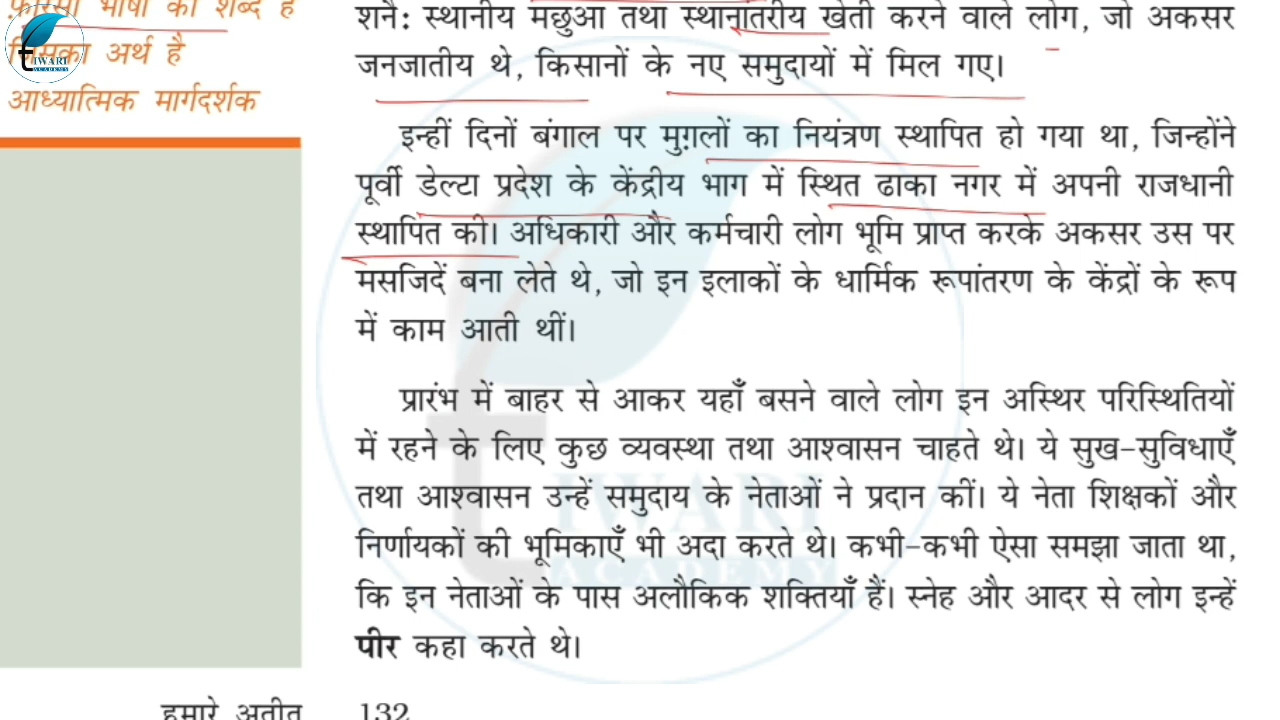 फ़ारसी भाषा का शब्द है
जिसका अर्थ है
आध्यात्मिक मार्गदर्शक
TIWARI
ACADEMY
शनै: स्थानीय मछुआ तथा स्थानांतरीय खेती करने वाले लोग, जो अकसर
जनजातीय थे, किसानों के नए समुदायों में मिल गए।
इन्हीं दिनों बंगाल पर मुग़लों का नियंत्रण स्थापित हो गया था, जिन्होंने
पूर्वी डेल्टा प्रदेश के केंद्रीय भाग में स्थित ढाका नगर में अपनी राजधानी
स्थापित की। अधिकारी और कर्मचारी लोग भूमि प्राप्त करके अकसर उस पर
मसजिदें बना लेते थे, जो इन इलाकों के धार्मिक रूपांतरण के केंद्रों के रूप
में काम आती थीं।
प्रारंभ में बाहर से आकर यहाँ बसने वाले लोग इन अस्थिर परिस्थितियों
में रहने के लिए कुछ व्यवस्था तथा आश्वासन चाहते थे। ये सुख-सुविधाएँ
तथा आश्वासन उन्हें समुदाय के नेताओं ने प्रदान कीं। ये नेता शिक्षकों और
निर्णायकों की भूमिकाएँ भी अदा करते थे। कभी-कभी ऐसा समझा जाता था,
कि इन नेताओं के पास अलौकिक शक्तियाँ हैं। स्नेह और आदर से लोग इन्हें
पीर कहा करते थे।
TIWARI
ACADEMY
हमारे अतीत 132